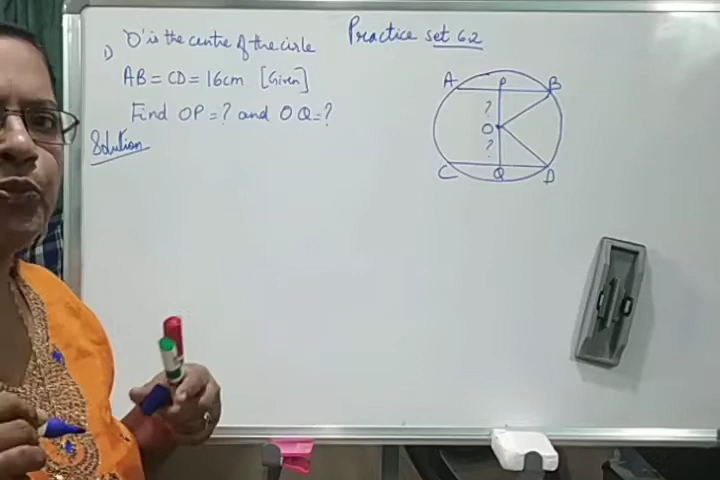 Practice set 6.2
1) 'O' is the centre of the cirle
AB = CD = 16cm [Given]
Find OP = ? and OQ = ?
Solution
A P B
?
O
?
C Q D